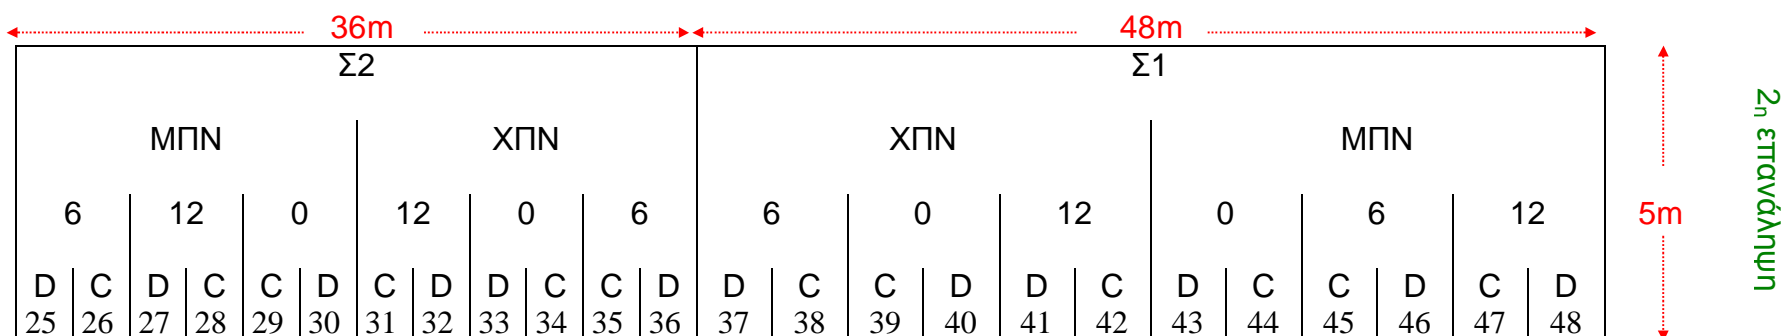 36m 48m
Σ2 Σ1
ΜΠΝ ΧΠΝ ΧΠΝ ΜΠΝ
6 12 0 12 0 6 6 0 12 0 6 12
5m
D C D C C D C D D C C D D C C D D C D C C D C D
25 26 27 28 29 30 31 32 33 34 35 36 37 38 39 40 41 42 43 44 45 46 47 48
2η επανάληψη